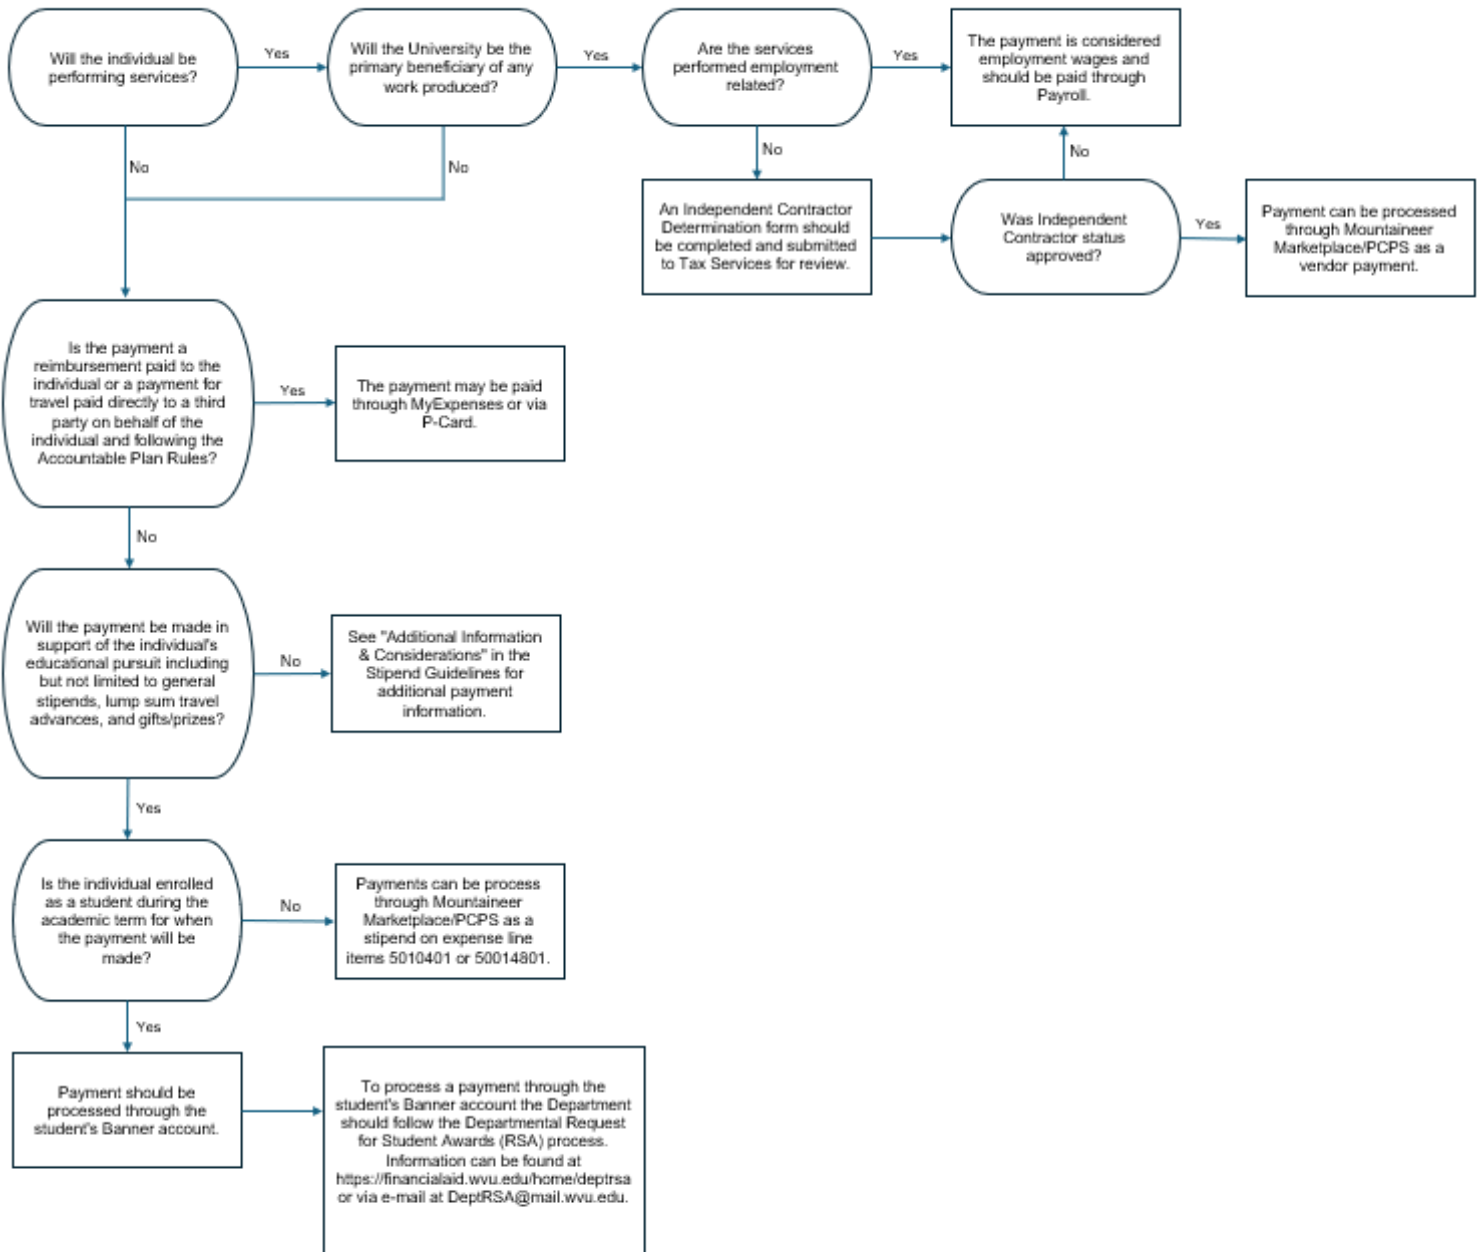 Will the individual be
performing services?
Yes
Will the University be the
primary beneficiary of any
work produced?
Yes
Are the services
performed employment
related?
Yes
The payment is considered
employment wages and
should be paid through
Payroll.
No
No
No
No
An Independent Contractor
Determination form should
be completed and submitted
to Tax Services for review.
Was Independent
Contractor status
approved?
Yes
Payment can be processed
through Mountaineer
Marketplace/PCPS as a
vendor payment.
Is the payment a
reimbursement paid to the
individual or a payment for
travel paid directly to a third
party on behalf of the
individual and following the
Accountable Plan Rules?
Yes
The payment may be paid
through MyExpenses or via
P-Card.
No
Will the payment be made in
support of the individual's
educational pursuit including
but not limited to general
stipends, lump sum travel
advances, and gifts/prizes?
No
See "Additional Information
& Considerations" in the
Stipend Guidelines for
additional payment
information.
Yes
Is the individual enrolled
as a student during the
academic term for when
the payment will be
made?
No
Payments can be process
through Mountaineer
Marketplace/PCPS as a
stipend on expense line
items 5010401 or 50014801.
Yes
Payment should be
processed through the
student's Banner account.
To process a payment through the
student's Banner account the Department
should follow the Departmental Request
for Student Awards (RSA) process.
Information can be found at
https://financialaid.wvu.edu/home/deptrsa
or via e-mail at DeptRSA@mail.wvu.edu.